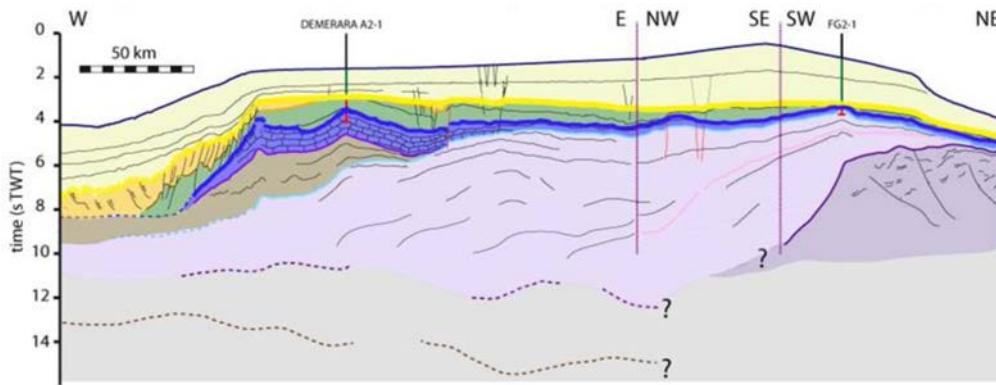 W
DEMERARA A2-1
E
NW
SE
SW
FG2-1
NE
50 km
time (s TWT)
0
2
4
6
8
10
12
14
?
?
?